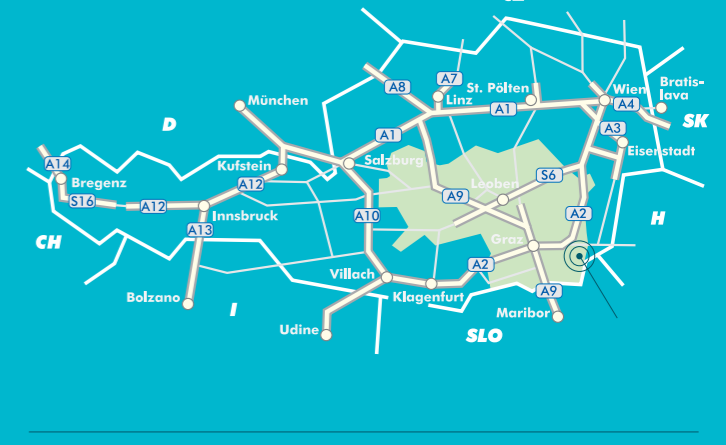 A7
A8
St. Pölten
Wien
Bratis-
lava
München
Linz
A1
A4
D
A1
A3
SK
A14
Kufstein
Salzburg
Eisenstadt
Bregenz
A12
Leoben
S6
S16
A12
A9
Innsbruck
A10
A2
H
CH
A13
Graz
A2
Villach
Bolzano
Klagenfurt
A9
I
Maribor
Udine
SLO